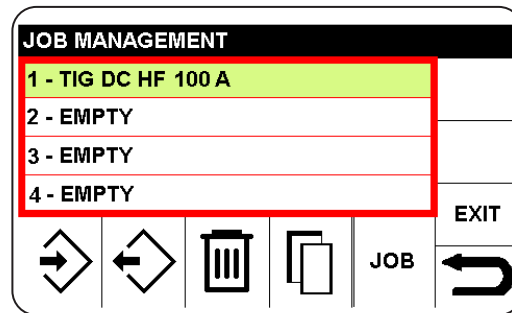 JOB MANAGEMENT
1 - TIG DC HF 100 A
2 - EMPTY
3 - EMPTY
4 - EMPTY
EXIT
JOB